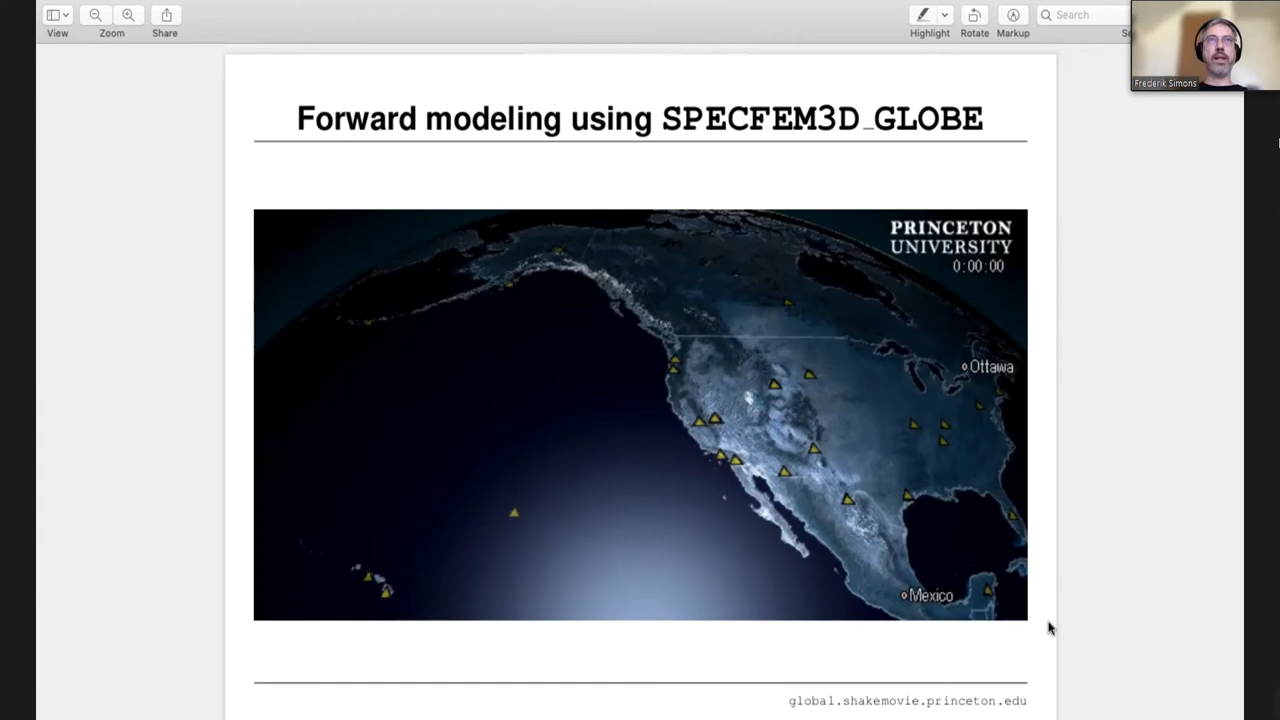 View
Zoom
Share
Highlight
Rotate
Markup
Search
Frederik Simons
Forward modeling using SPECFEM3D_GLOBE
PRINCETON
UNIVERSITY
0:00:00
Ottawa
Mexico
global.shakemovie.princeton.edu